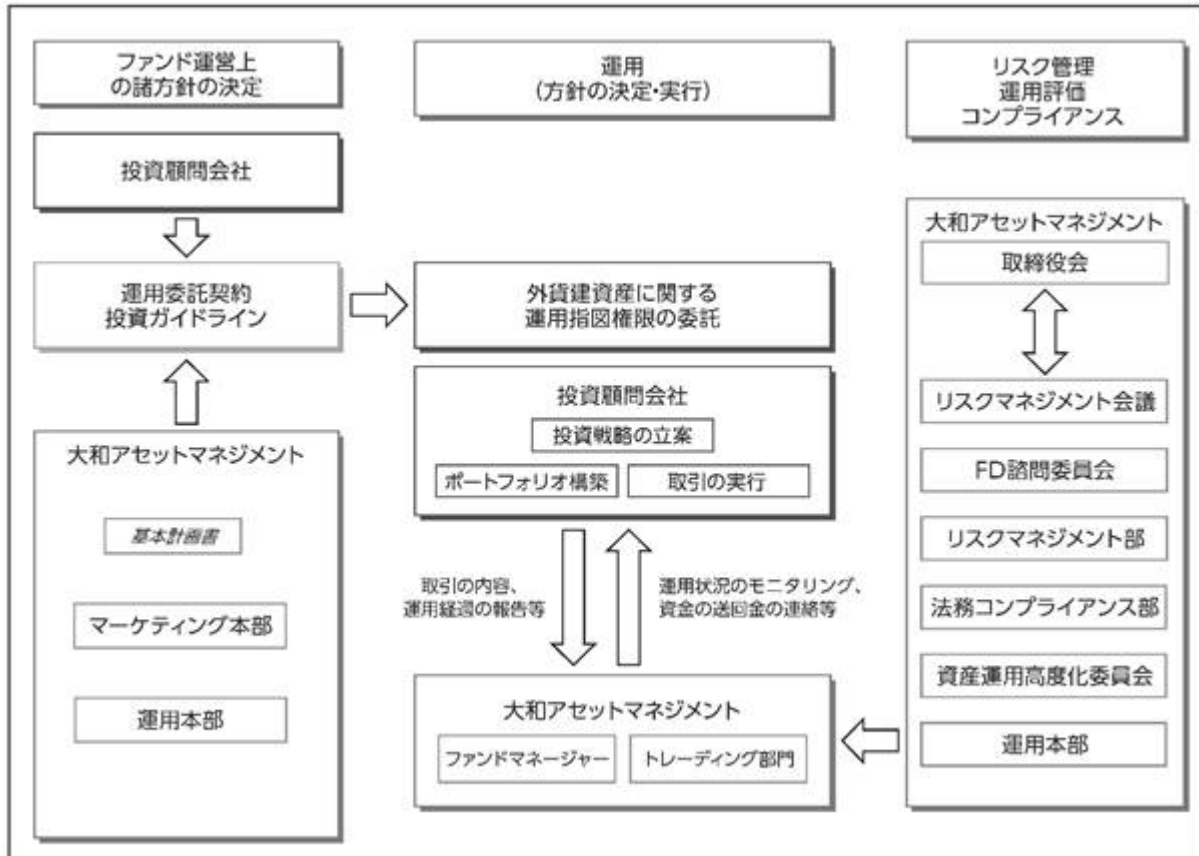 ファンド運営上
の諸方針の決定
投資顧問会社
運用委託契約
投資ガイドライン
大和アセットマネジメント
基本計画書
マーケティング本部
運用本部
運用
(方針の決定・実行)
外貨建資産に関する
運用指図権限の委託
投資顧問会社
投資戦略の立案
ポートフォリオ構築
取引の実行
取引の内容、
運用経過の報告等
運用状況のモニタリング、
資金の送回金の連絡等
大和アセットマネジメント
ファンドマネージャー
トレーディング部門
リスク管理
運用評価
コンプライアンス
大和アセットマネジメント
取締役会
リスクマネジメント会議
FD諮問委員会
リスクマネジメント部
法務コンプライアンス部
資産運用高度化委員会
運用本部